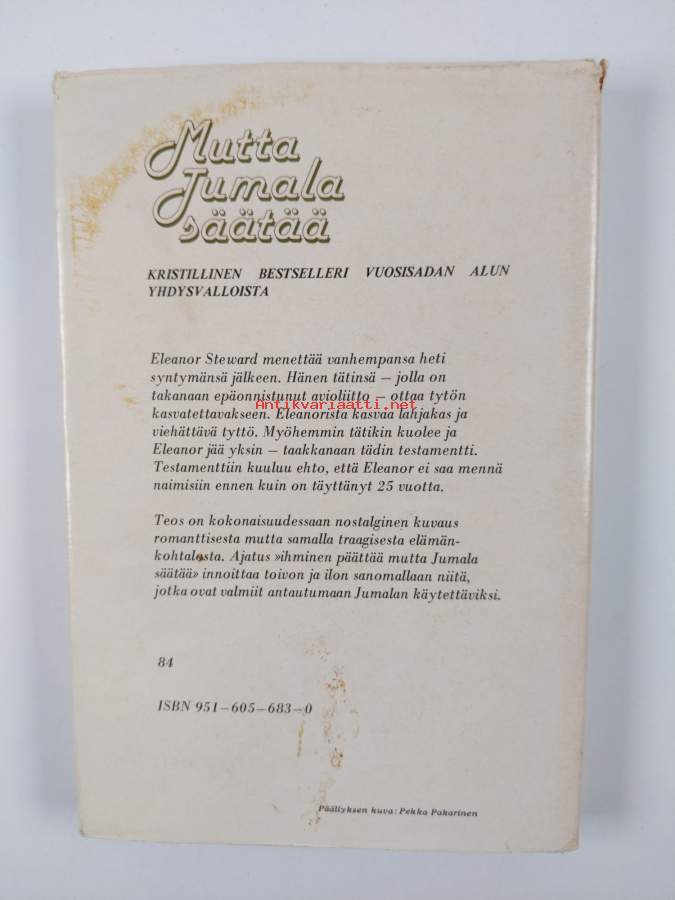 Mutta
Jumala
säätää
KRISTILLINEN BESTSELLERI VUOSISADAN ALUN
YHDYSVALLOISTA
Eleanor Steward menettää vanhempansa heti
syntymänsä jälkeen. Hänen tätinsä – jolla on
takanaan epäonnistunut avioliitto – ottaa tytön
kasvatettavakseen. Eleanorista kasvaa lahjakas ja
viehättävä tyttö. Myöhemmin tätikin kuolee ja
Eleanor jää yksin – taakkanaan tädin testamentti.
Testamenttiin kuuluu ehto, että Eleanor ei saa mennä
naimisiin ennen kuin on täyttänyt 25 vuotta.
Teos on kokonaisuudessaan nostalginen kuvaus
romanttisesta mutta samalla traagisesta elämän-
kohtalosta. Ajatus »ihminen päättää mutta Jumala
säätää» innoittaa toivon ja ilon sanomallaan niitä,
jotka ovat valmiit antautumaan Jumalan käytettäviksi.
84
ISBN 951–605–683–0
Päällyksen kuva: Pekka Pakarinen
Antikvariaatti.net